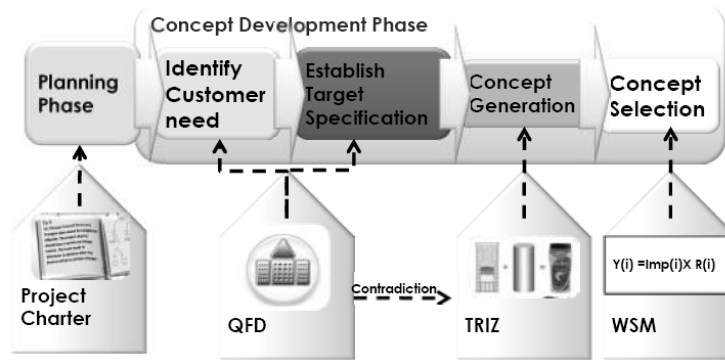 Concept Development Phase
Planning
Phase
Identify
Customer
need
Establish
Target
Specification
Concept
Generation
Concept
Selection
Project
Charter
QFD
Contradiction
TRIZ
Y(i) =Imp(i)X R(i)
WSM